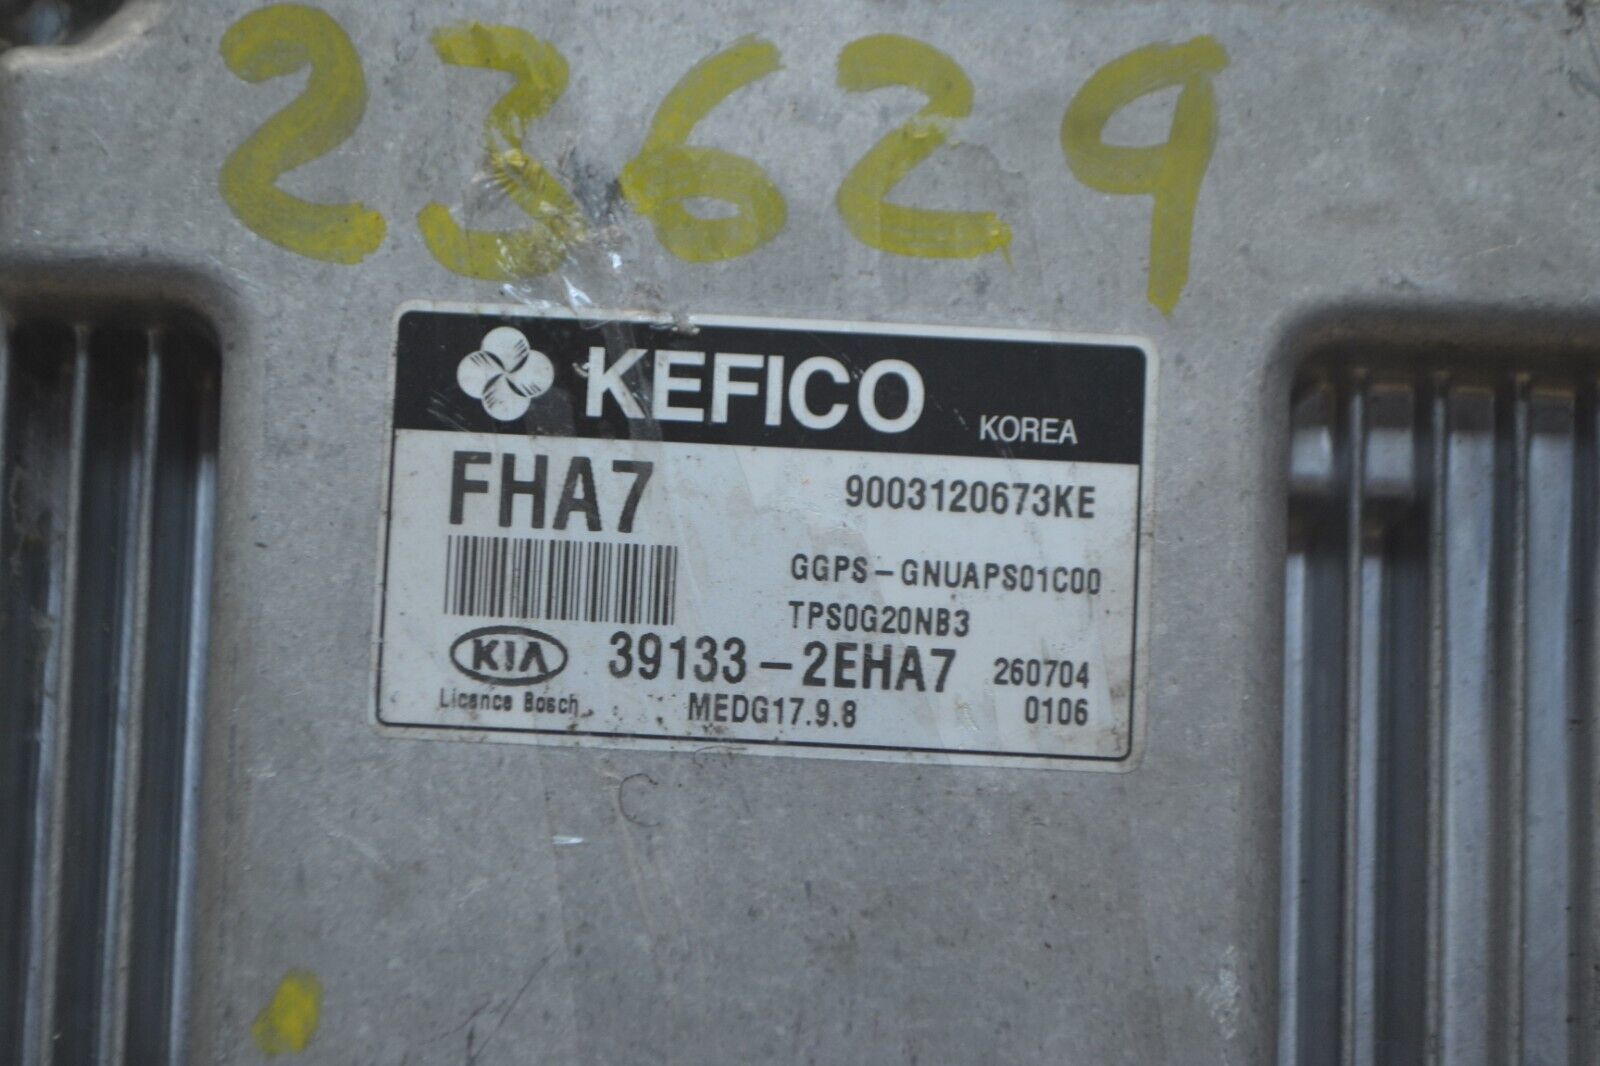 23629
KEFICO KOREA
FHA7 9003120673KE
GGPS-GNUAPS01C00
TPS0G20NB3
KIA 39133-2EHA7 260704
Licence Bosch MEDG17.9.8 0106